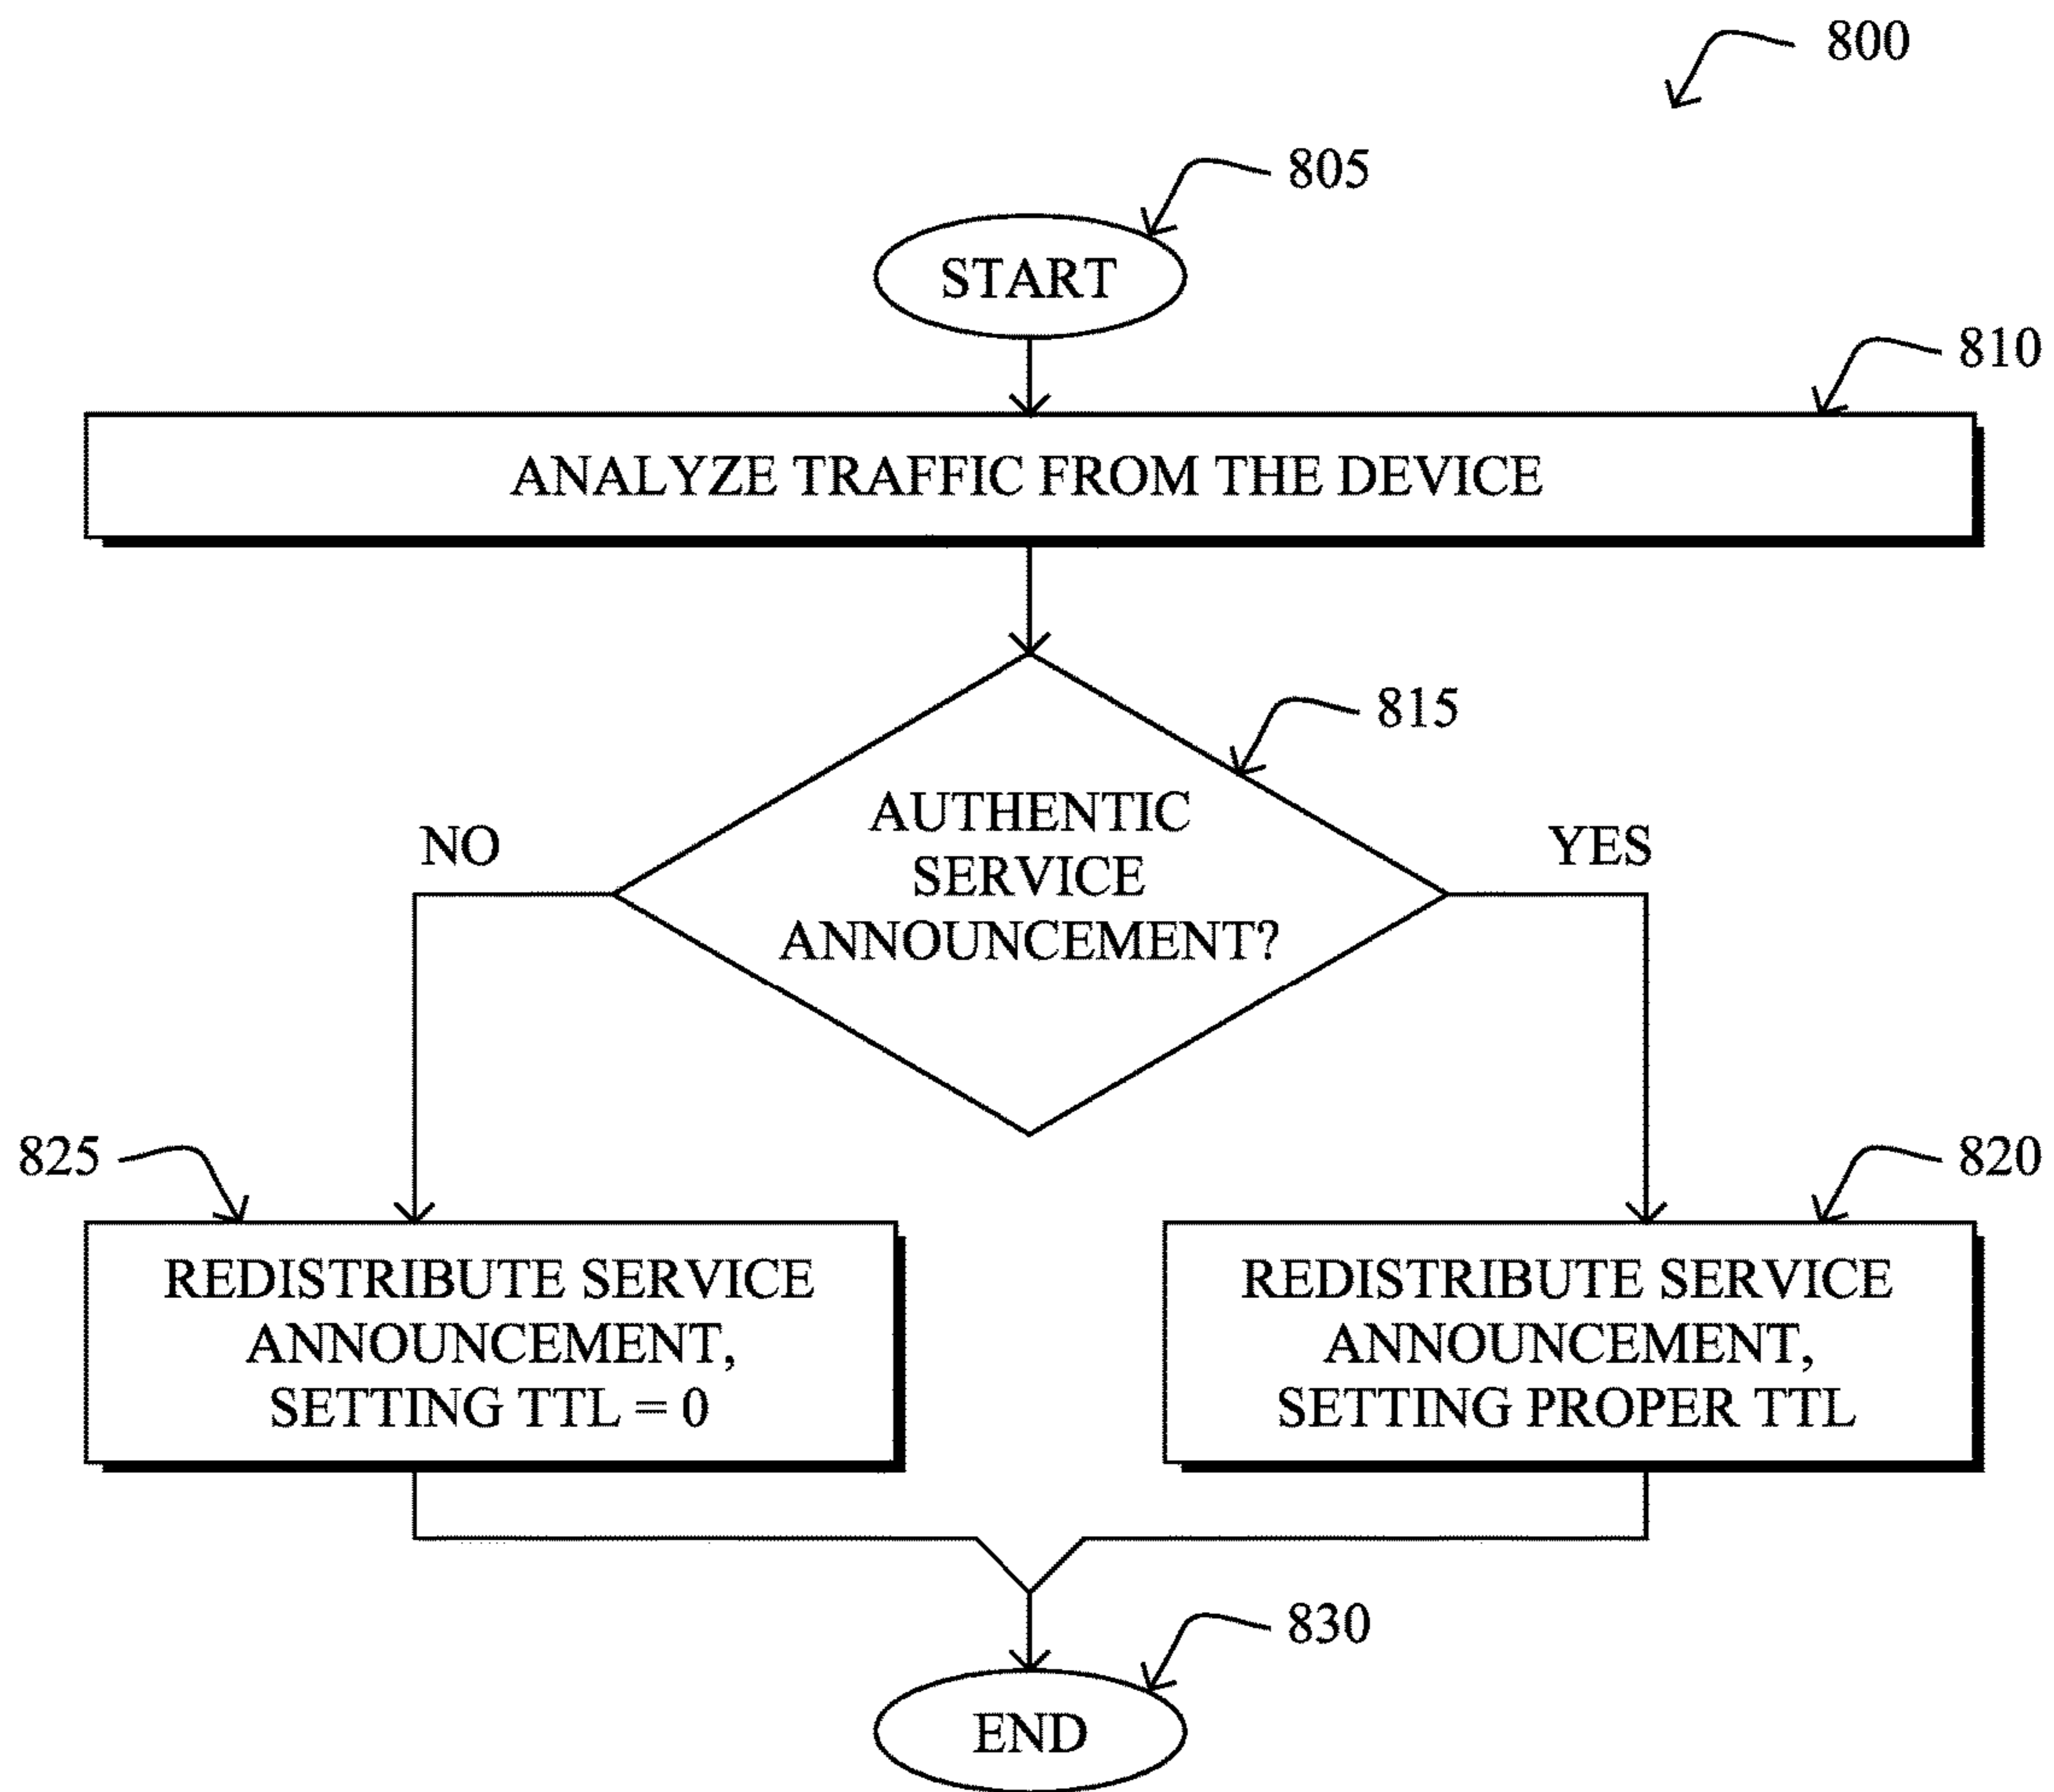 800
805
START
810
ANALYZE TRAFFIC FROM THE DEVICE
815
AUTHENTIC
SERVICE
ANNOUNCEMENT?
NO
YES
825
820
REDISTRIBUTE SERVICE
ANNOUNCEMENT,
SETTING TTL = 0
REDISTRIBUTE SERVICE
ANNOUNCEMENT,
SETTING PROPER TTL
830
END